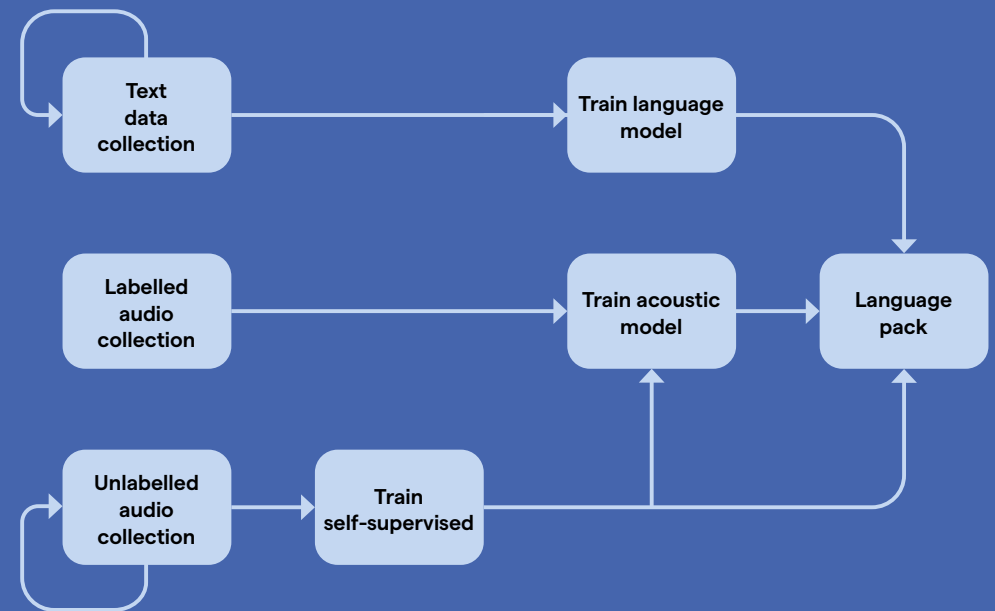 Text
data
collection
Train language
model
Labelled
audio
collection
Train acoustic
model
Language
pack
Unlabelled
audio
collection
Train
self-supervised